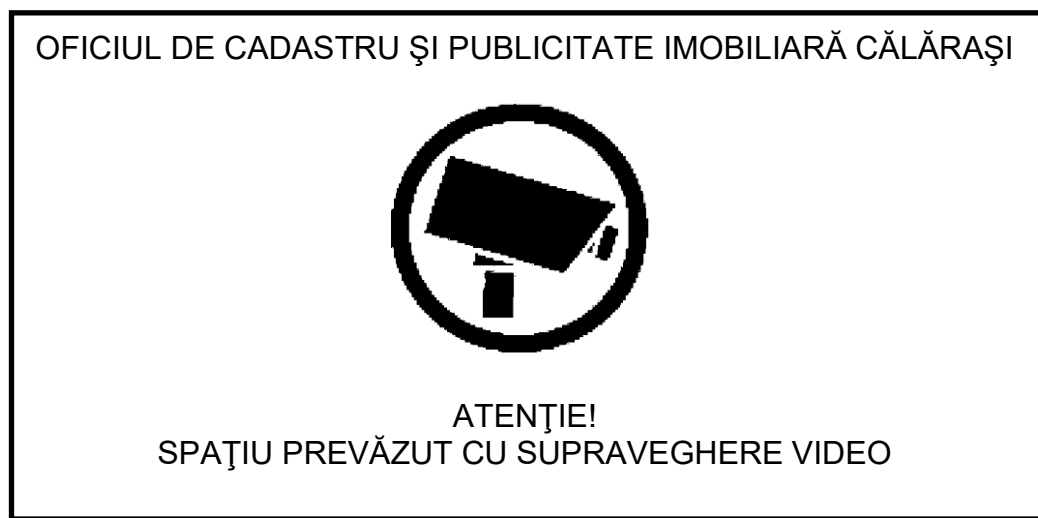 OFICIUL DE CADASTRU ŞI PUBLICITATE IMOBILIARĂ CĂLĂRAŞI
ATENŢIE!
SPAŢIU PREVĂZUT CU SUPRAVEGHERE VIDEO